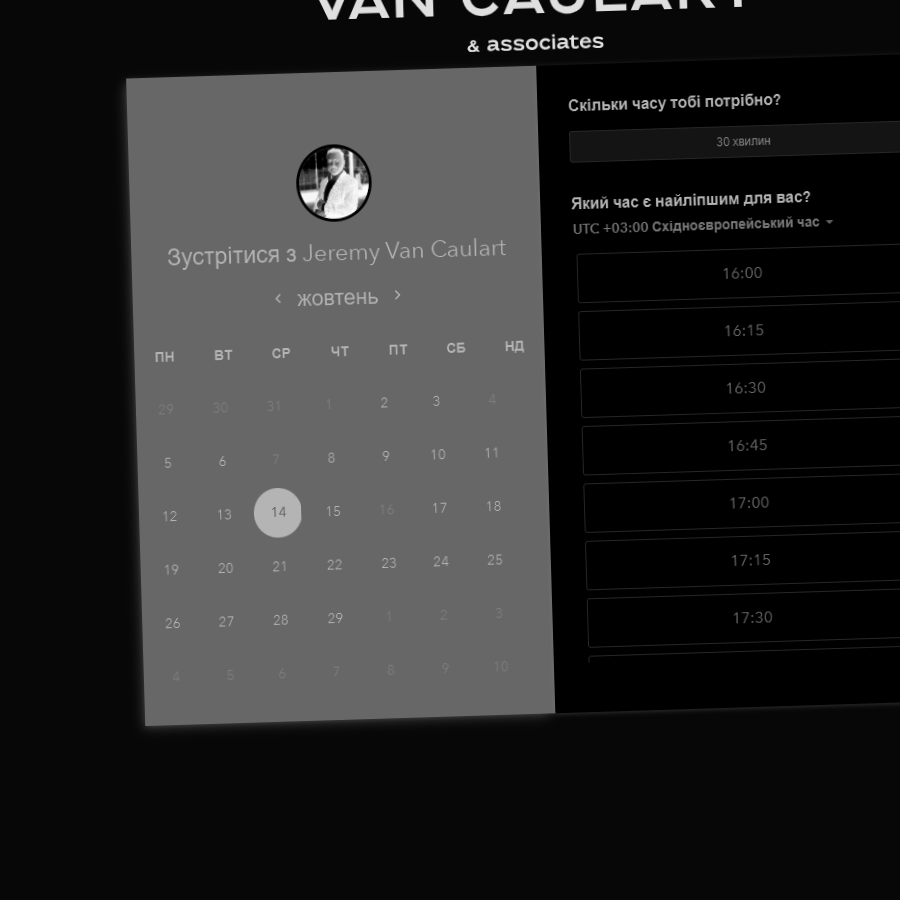 VAN CAULART
& associates
Зустрітися з Jeremy Van Caulart
жовтень
ПН ВТ СР ЧТ ПТ СБ НД
29 30 31 1 2 3 4
5 6 7 8 9 10 11
12 13 14 15 16 17 18
19 20 21 22 23 24 25
26 27 28 29 1 2 3
4 5 6 7 8 9 10
Скільки часу тобі потрібно?
30 хвилин
Який час є найліпшим для вас?
UTC +03:00 Східноєвропейський час
16:00
16:15
16:30
16:45
17:00
17:15
17:30